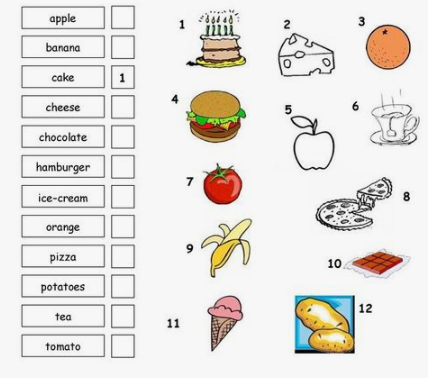 apple
banana
cake 1
cheese
chocolate
hamburger
ice-cream
orange
pizza
potatoes
tea
tomato
1
2
3
4
5
6
7
8
9
10
11
12